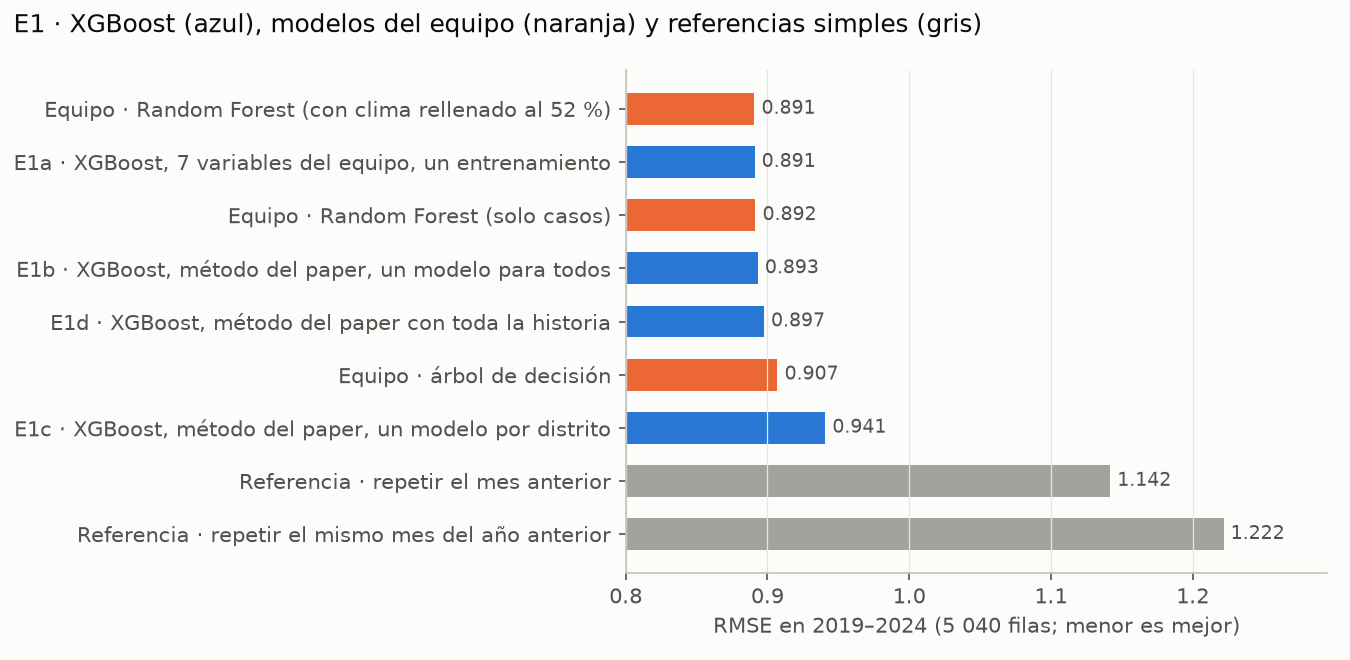 E1 · XGBoost (azul), modelos del equipo (naranja) y referencias simples (gris)
Equipo · Random Forest (con clima rellenado al 52 %) 0.891
E1a · XGBoost, 7 variables del equipo, un entrenamiento 0.891
Equipo · Random Forest (solo casos) 0.892
E1b · XGBoost, método del paper, un modelo para todos 0.893
E1d · XGBoost, método del paper con toda la historia 0.897
Equipo · árbol de decisión 0.907
E1c · XGBoost, método del paper, un modelo por distrito 0.941
Referencia · repetir el mes anterior 1.142
Referencia · repetir el mismo mes del año anterior 1.222
0.8 0.9 1.0 1.1 1.2
RMSE en 2019–2024 (5 040 filas; menor es mejor)